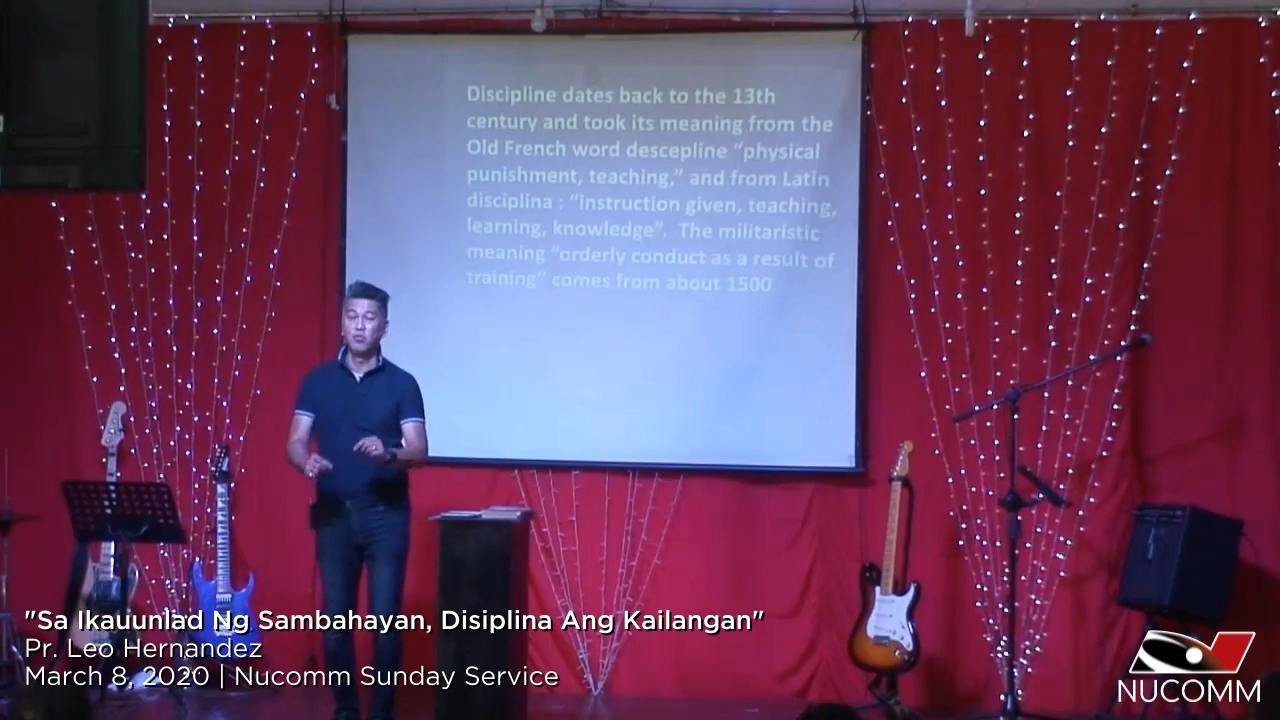 Discipline dates back to the 13th
century and took its meaning from the
Old French word descepline “physical
punishment, teaching,” and from Latin
disciplina : “instruction given, teaching,
learning, knowledge”.  The militaristic
meaning “orderly conduct as a result of
training“ comes from about 1500
"Sa Ikauunlad Ng Sambahayan, Disiplina Ang Kailangan"
Pr. Leo Hernandez
March 8, 2020 | Nucomm Sunday Service
NUCOMM